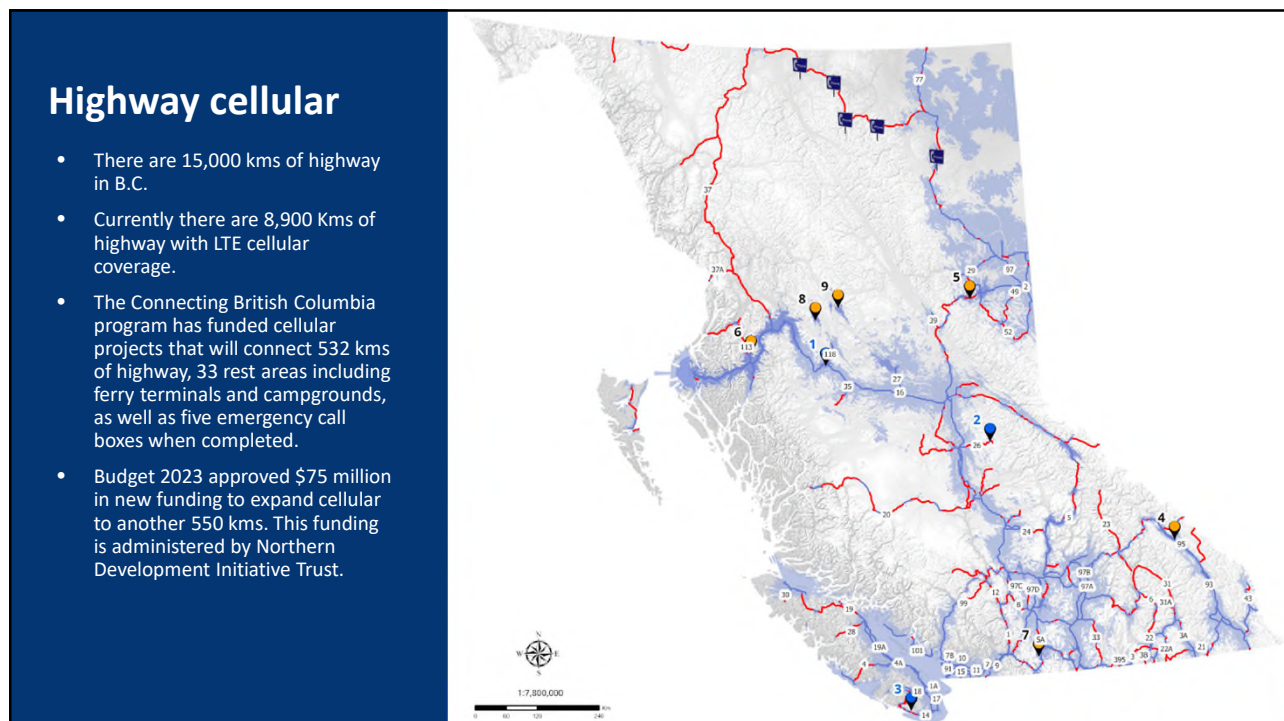 Highway cellular
• There are 15,000 kms of highway
in B.C.
• Currently there are 8,900 Kms of
highway with LTE cellular
coverage.
• The Connecting British Columbia
program has funded cellular
projects that will connect 532 kms
of highway, 33 rest areas including
ferry terminals and campgrounds,
as well as five emergency call
boxes when completed.
• Budget 2023 approved $75 million
in new funding to expand cellular
to another 550 kms. This funding
is administered by Northern
Development Initiative Trust.
77
37
37A
29
97
5
2
49
52
9
8
39
6
113
1
118
27
35
16
2
26
20
5
23
4
24
95
97B
97C
97D
97A
12
31
93
30
99
8
6
31A
43
19
28
1
7
5A
33
22
3A
101
19A
4
4A
7B
10
91
15
11
7
9
395
3
3B
22A
21
3
18
1A
17
14
N
W
E
S
1:7,800,000
Km
0
60
120
240